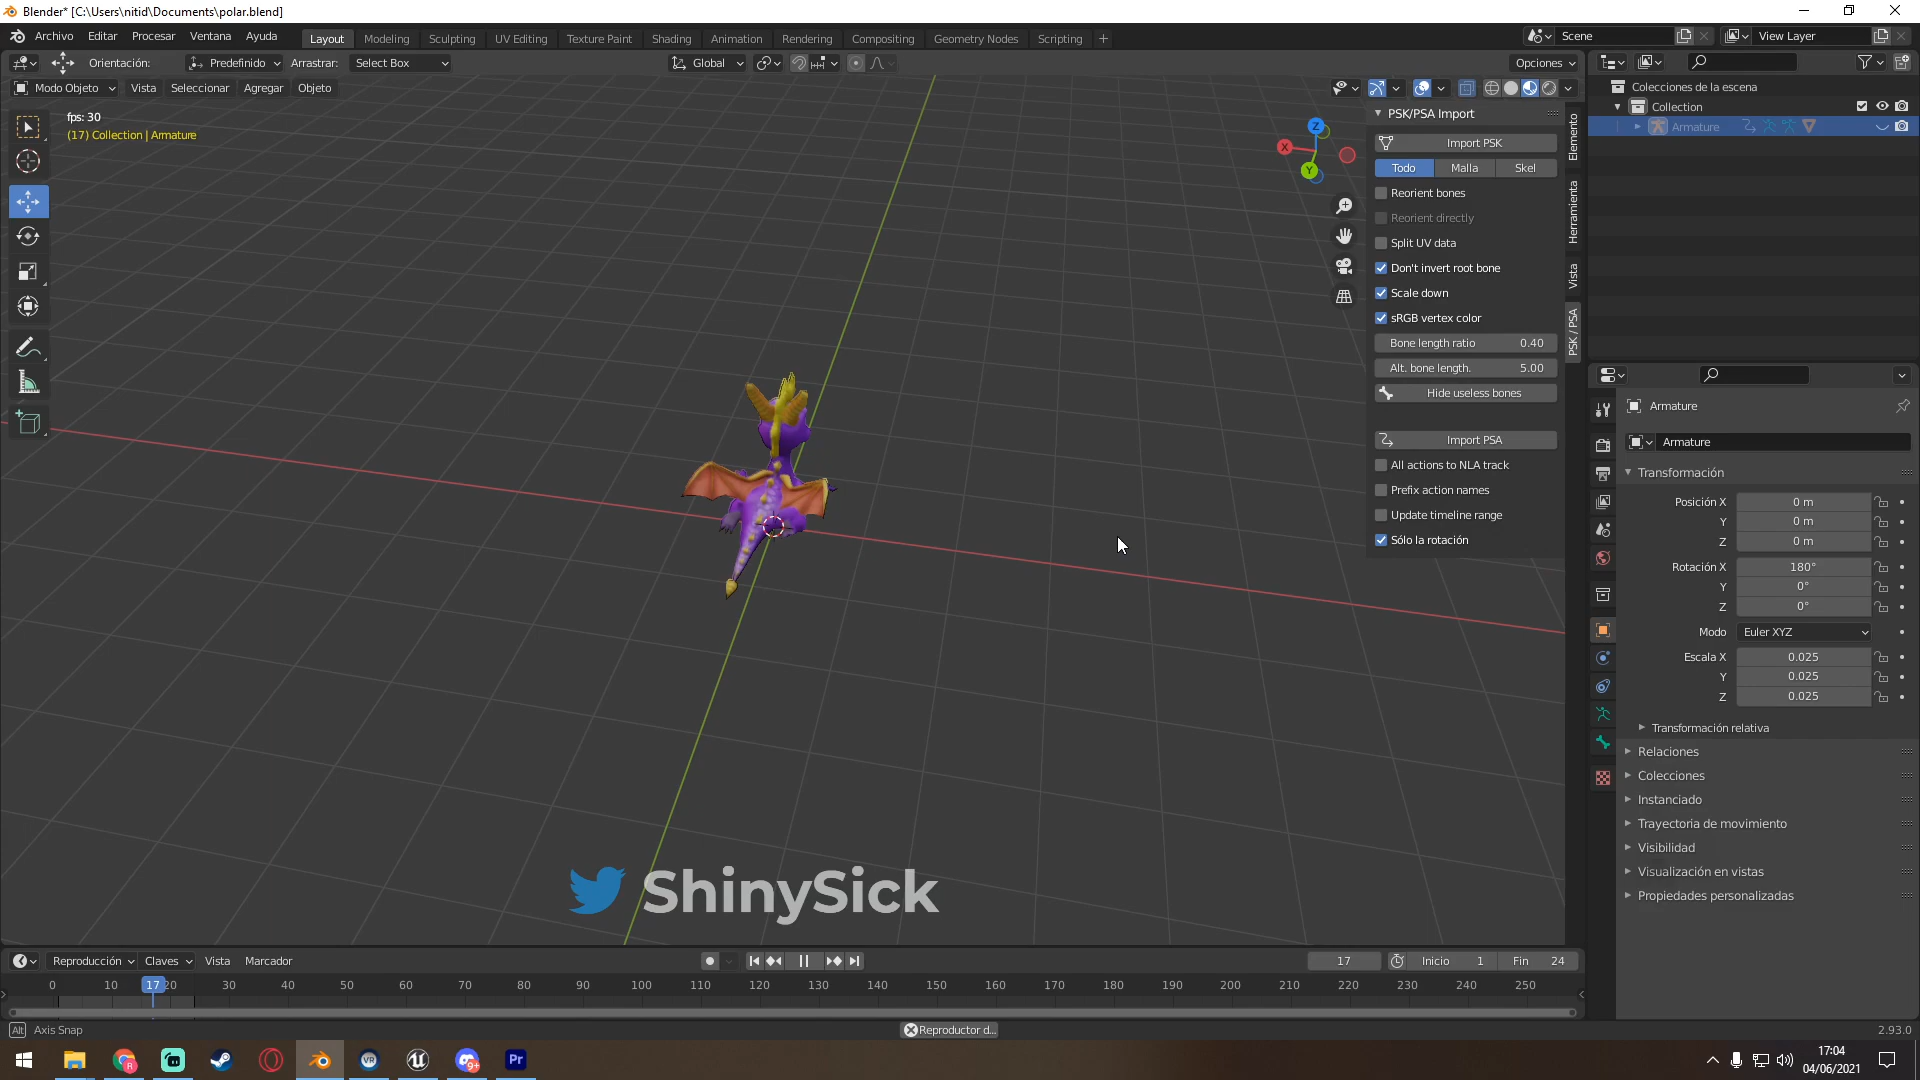 Blender* [C:\Users\nitid\Documents\polar.blend]
Archivo Editar Procesar Ventana Ayuda Layout Modeling Sculpting UV Editing Texture Paint Shading Animation Rendering Compositing Geometry Nodes Scripting + Scene View Layer
Orientación: Predefinido Arrastrar: Select Box Global Opciones
Modo Objeto Vista Seleccionar Agregar Objeto
Colecciones de la escena
Collection
Armature
fps: 30
(17) Collection | Armature
Z
X
Y
PSK/PSA Import
Import PSK
Todo Malla Skel
Reorient bones
Reorient directly
Split UV data
Don't invert root bone
Scale down
sRGB vertex color
Bone length ratio 0.40
Alt. bone length. 5.00
Hide useless bones
Import PSA
All actions to NLA track
Prefix action names
Update timeline range
Sólo la rotación
Elemento
Herramienta
Vista
PSK / PSA
Armature
Armature
Transformación
Posición X 0 m
Y 0 m
Z 0 m
Rotación X 180°
Y 0°
Z 0°
Modo Euler XYZ
Escala X 0.025
Y 0.025
Z 0.025
Transformación relativa
Relaciones
Colecciones
Instanciado
Trayectoria de movimiento
Visibilidad
Visualización en vistas
Propiedades personalizadas
ShinySick
Reproducción Claves Vista Marcador 17 Inicio 1 Fin 24
0 10 17 20 30 40 50 60 70 80 90 100 110 120 130 140 150 160 170 180 190 200 210 220 230 240 250
Alt Axis Snap Reproductor d... 2.93.0
R VR 9+ Pr 17:04
04/06/2021